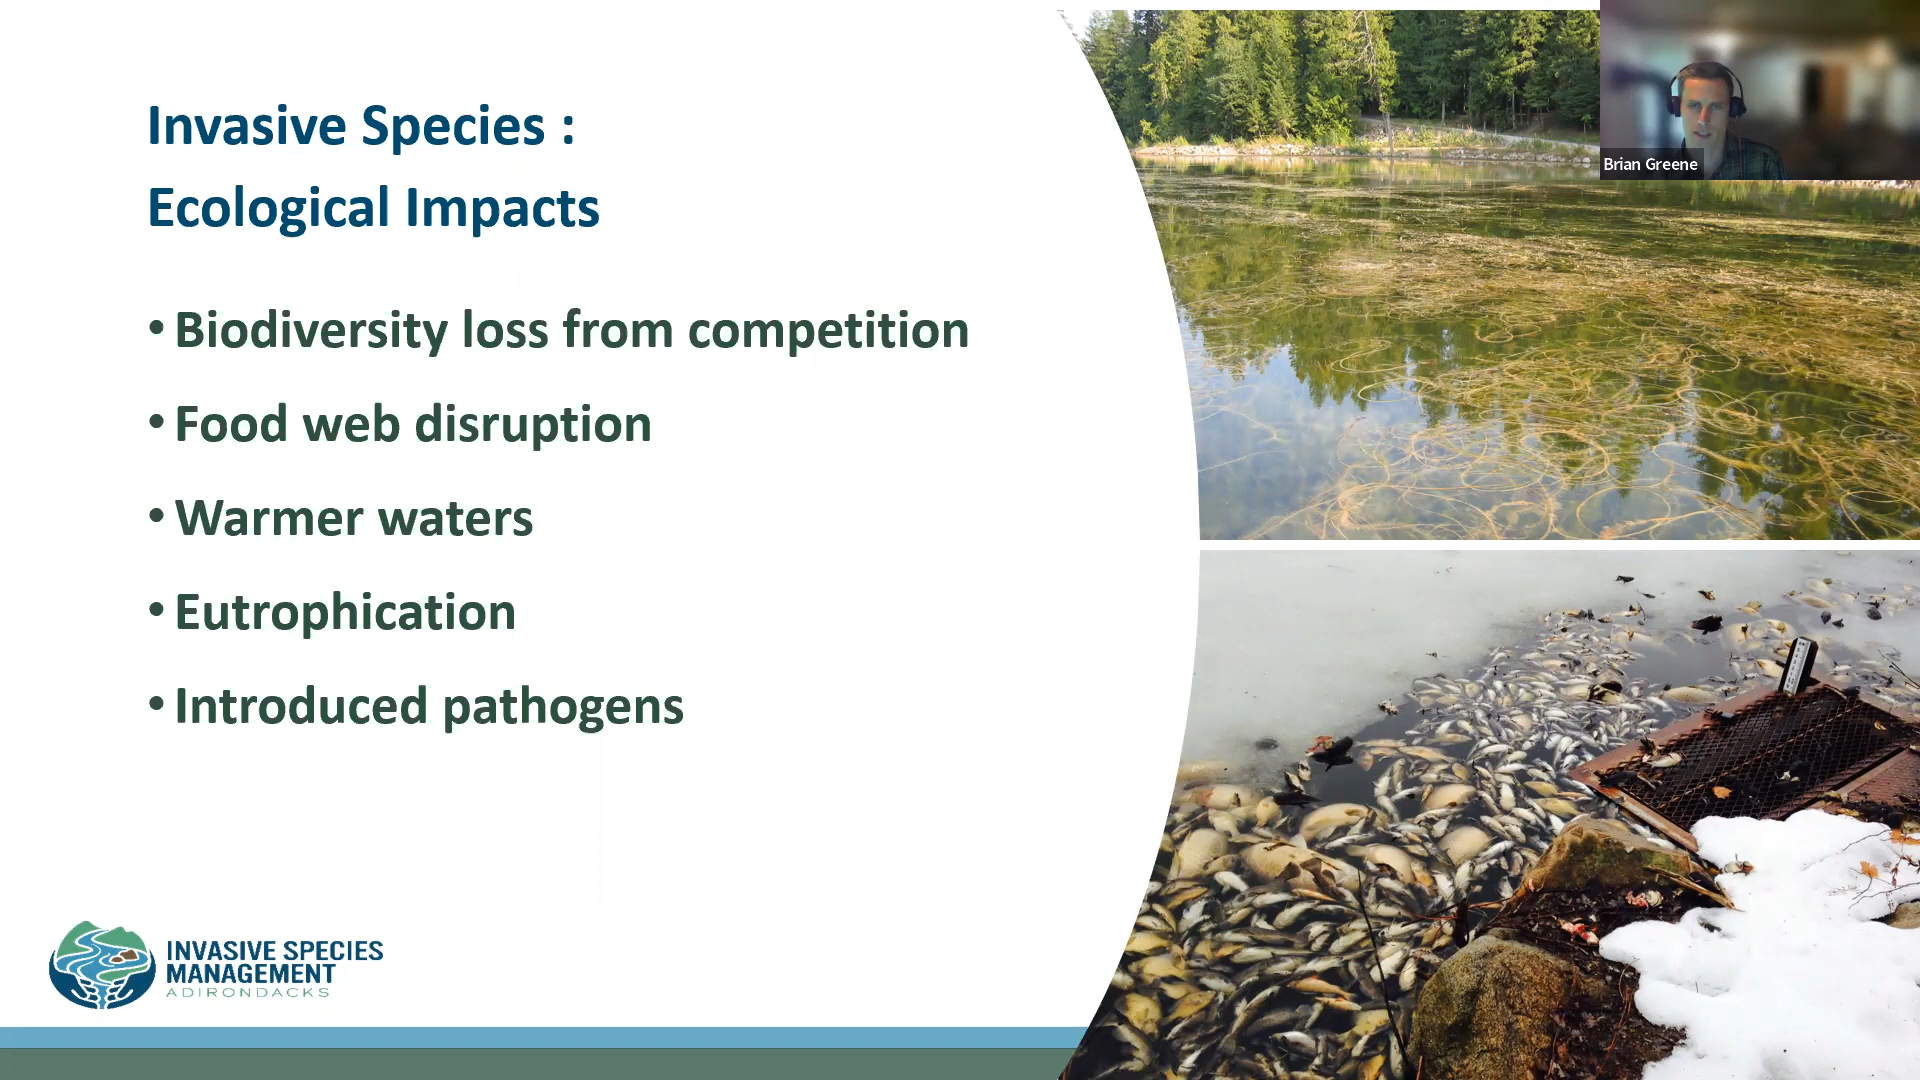 Invasive Species :
Ecological Impacts
• Biodiversity loss from competition
• Food web disruption
• Warmer waters
• Eutrophication
• Introduced pathogens
INVASIVE SPECIES
MANAGEMENT
ADIRONDACKS
Brian Greene